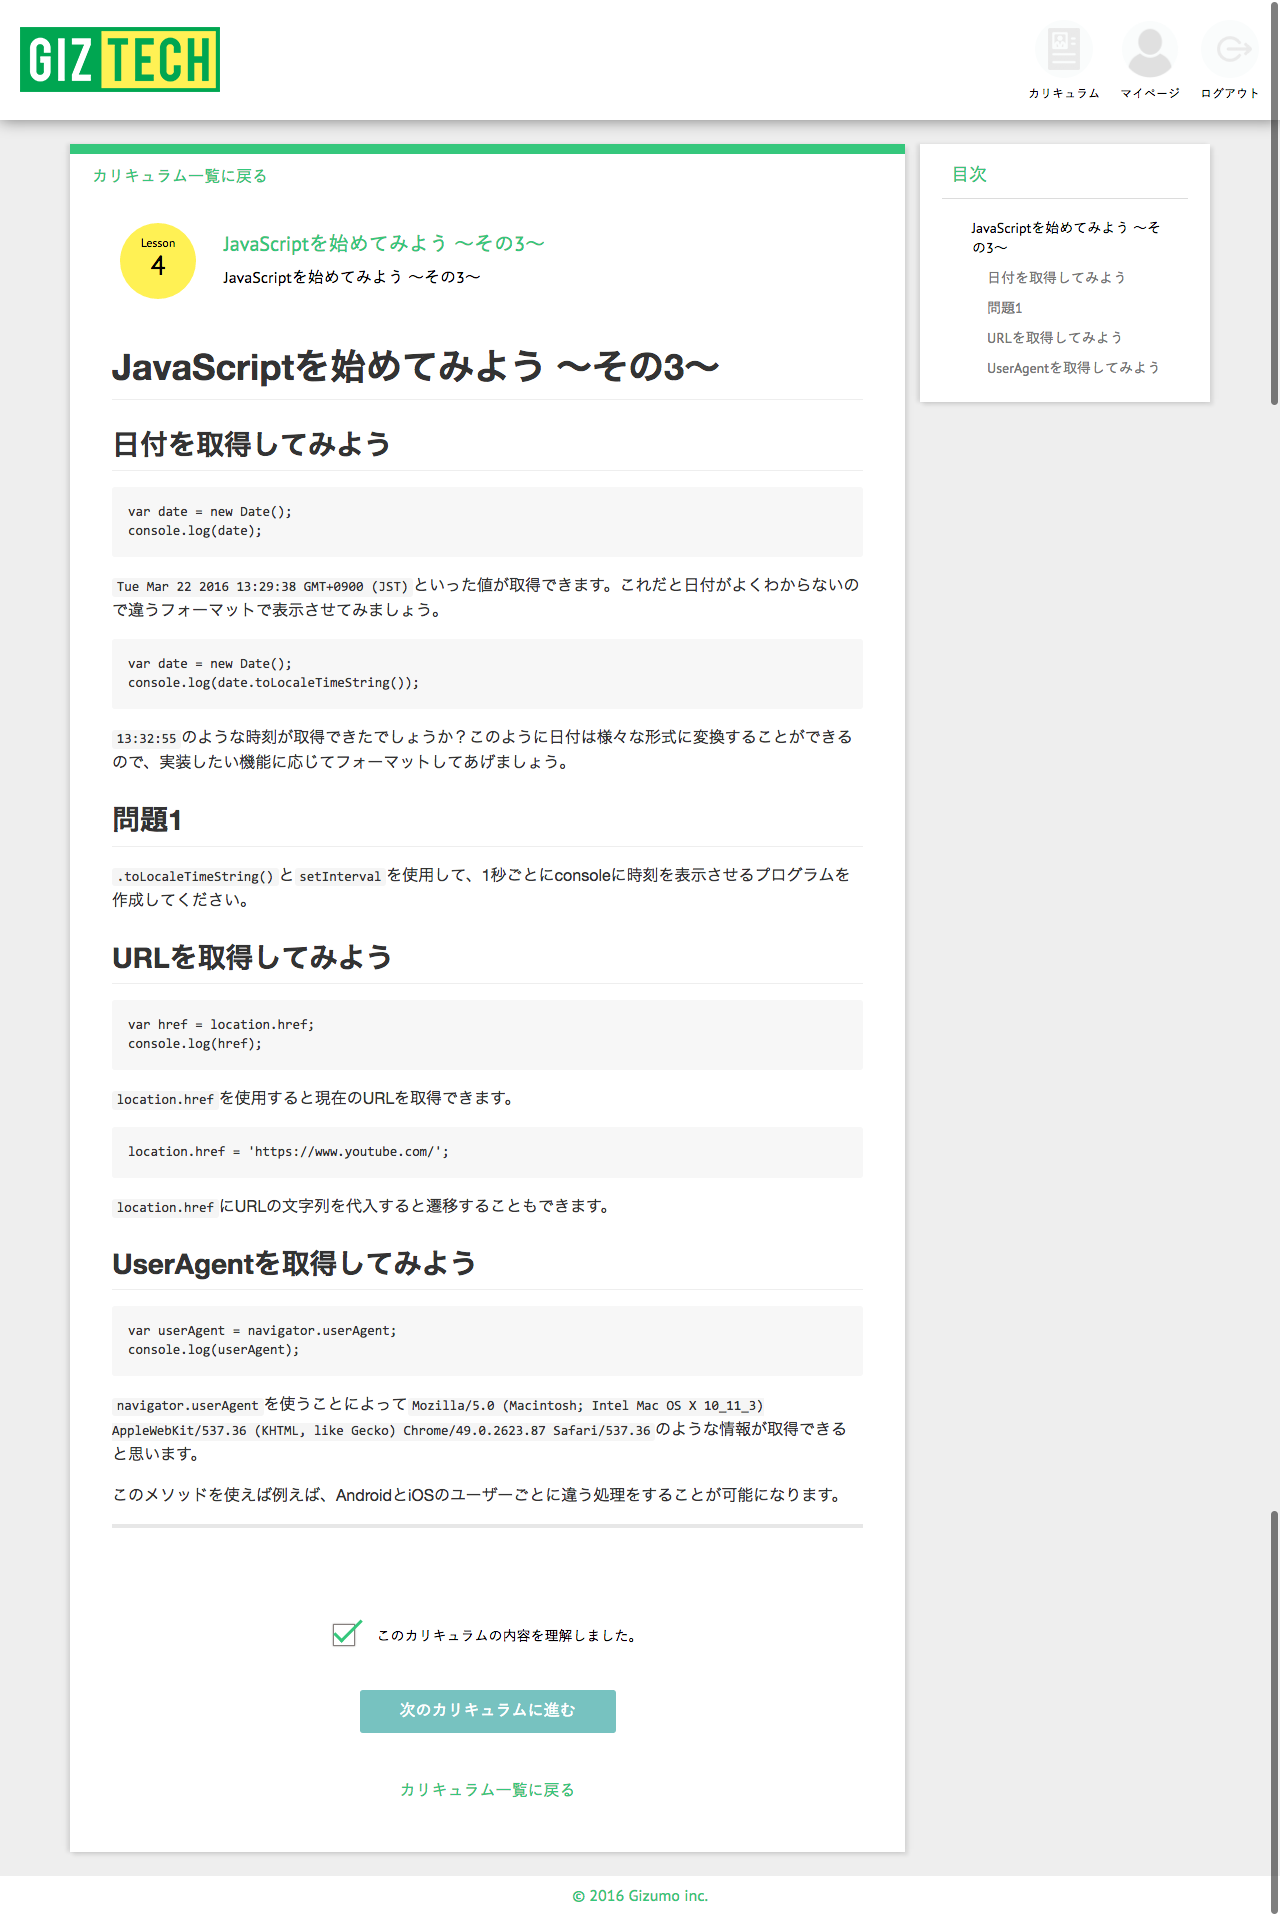 GIZ TECH
カリキュラム
マイページ
ログアウト
カリキュラム一覧に戻る
Lesson
4
JavaScriptを始めてみよう 〜その3〜
JavaScriptを始めてみよう 〜その3〜
JavaScriptを始めてみよう 〜その3〜
日付を取得してみよう
var date = new Date();
console.log(date);
Tue Mar 22 2016 13:29:38 GMT+0900 (JST) といった値が取得できます。これだと日付がよくわからないの
で違うフォーマットで表示させてみましょう。
var date = new Date();
console.log(date.toLocaleTimeString());
13:32:55 のような時刻が取得できたでしょうか？このように日付は様々な形式に変換することができる
ので、実装したい機能に応じてフォーマットしてあげましょう。
問題1
.toLocaleTimeString() と setInterval を使用して、1秒ごとにconsoleに時刻を表示させるプログラムを
作成してください。
URLを取得してみよう
var href = location.href;
console.log(href);
location.href を使用すると現在のURLを取得できます。
location.href = 'https://www.youtube.com/';
location.href にURLの文字列を代入すると遷移することもできます。
UserAgentを取得してみよう
var userAgent = navigator.userAgent;
console.log(userAgent);
navigator.userAgent を使うことによって Mozilla/5.0 (Macintosh; Intel Mac OS X 10_11_3)
AppleWebKit/537.36 (KHTML, like Gecko) Chrome/49.0.2623.87 Safari/537.36 のような情報が取得できる
と思います。
このメソッドを使えば例えば、AndroidとiOSのユーザーごとに違う処理をすることが可能になります。
このカリキュラムの内容を理解しました。
次のカリキュラムに進む
カリキュラム一覧に戻る
目次
JavaScriptを始めてみよう 〜そ
の3〜
日付を取得してみよう
問題1
URLを取得してみよう
UserAgentを取得してみよう
© 2016 Gizumo inc.